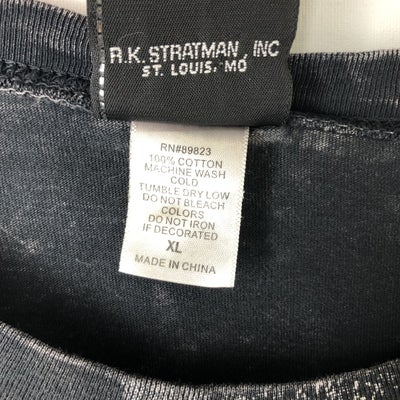 R.K. STRATMAN, INC
ST. LOUIS, MO
RN#89823
100% COTTON
MACHINE WASH
COLD
TUMBLE DRY LOW
DO NOT BLEACH
COLORS
DO NOT IRON
IF DECORATED
XL
MADE IN CHINA